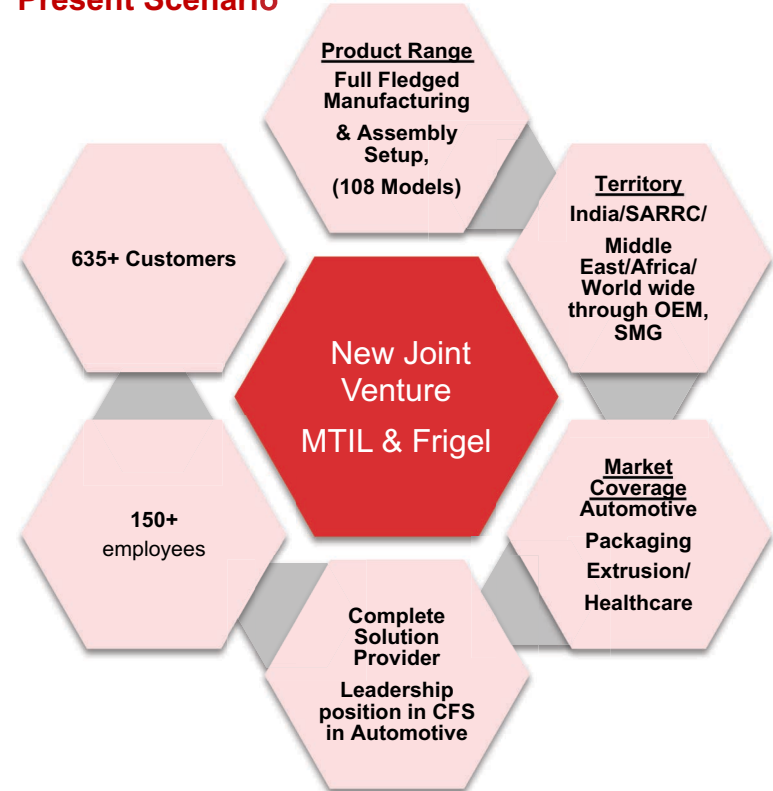 Present Scenario
Product Range
Full Fledged
Manufacturing
& Assembly
Setup,
(108 Models)
Territory
India/SARRC/
Middle
East/Africa/
World wide
through OEM,
SMG
Market
Coverage
Automotive
Packaging
Extrusion/
Healthcare
Complete
Solution
Provider
Leadership
position in CFS
in Automotive
150+
employees
635+ Customers
New Joint
Venture
MTIL & Frigel